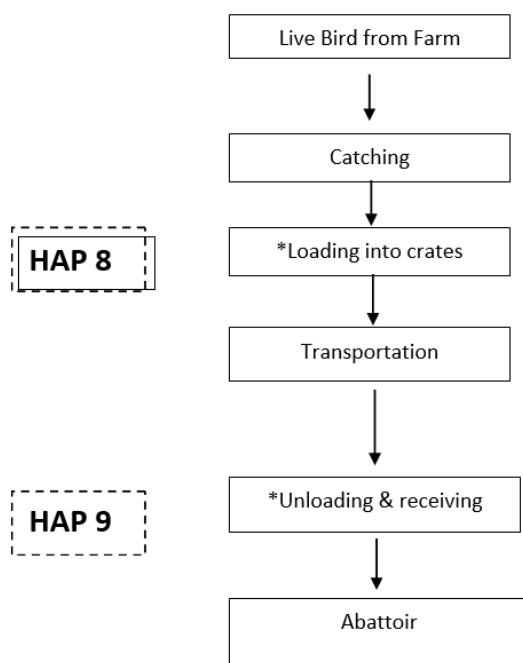 Live Bird from Farm
Catching
HAP 8
*Loading into crates
Transportation
HAP 9
*Unloading & receiving
Abattoir